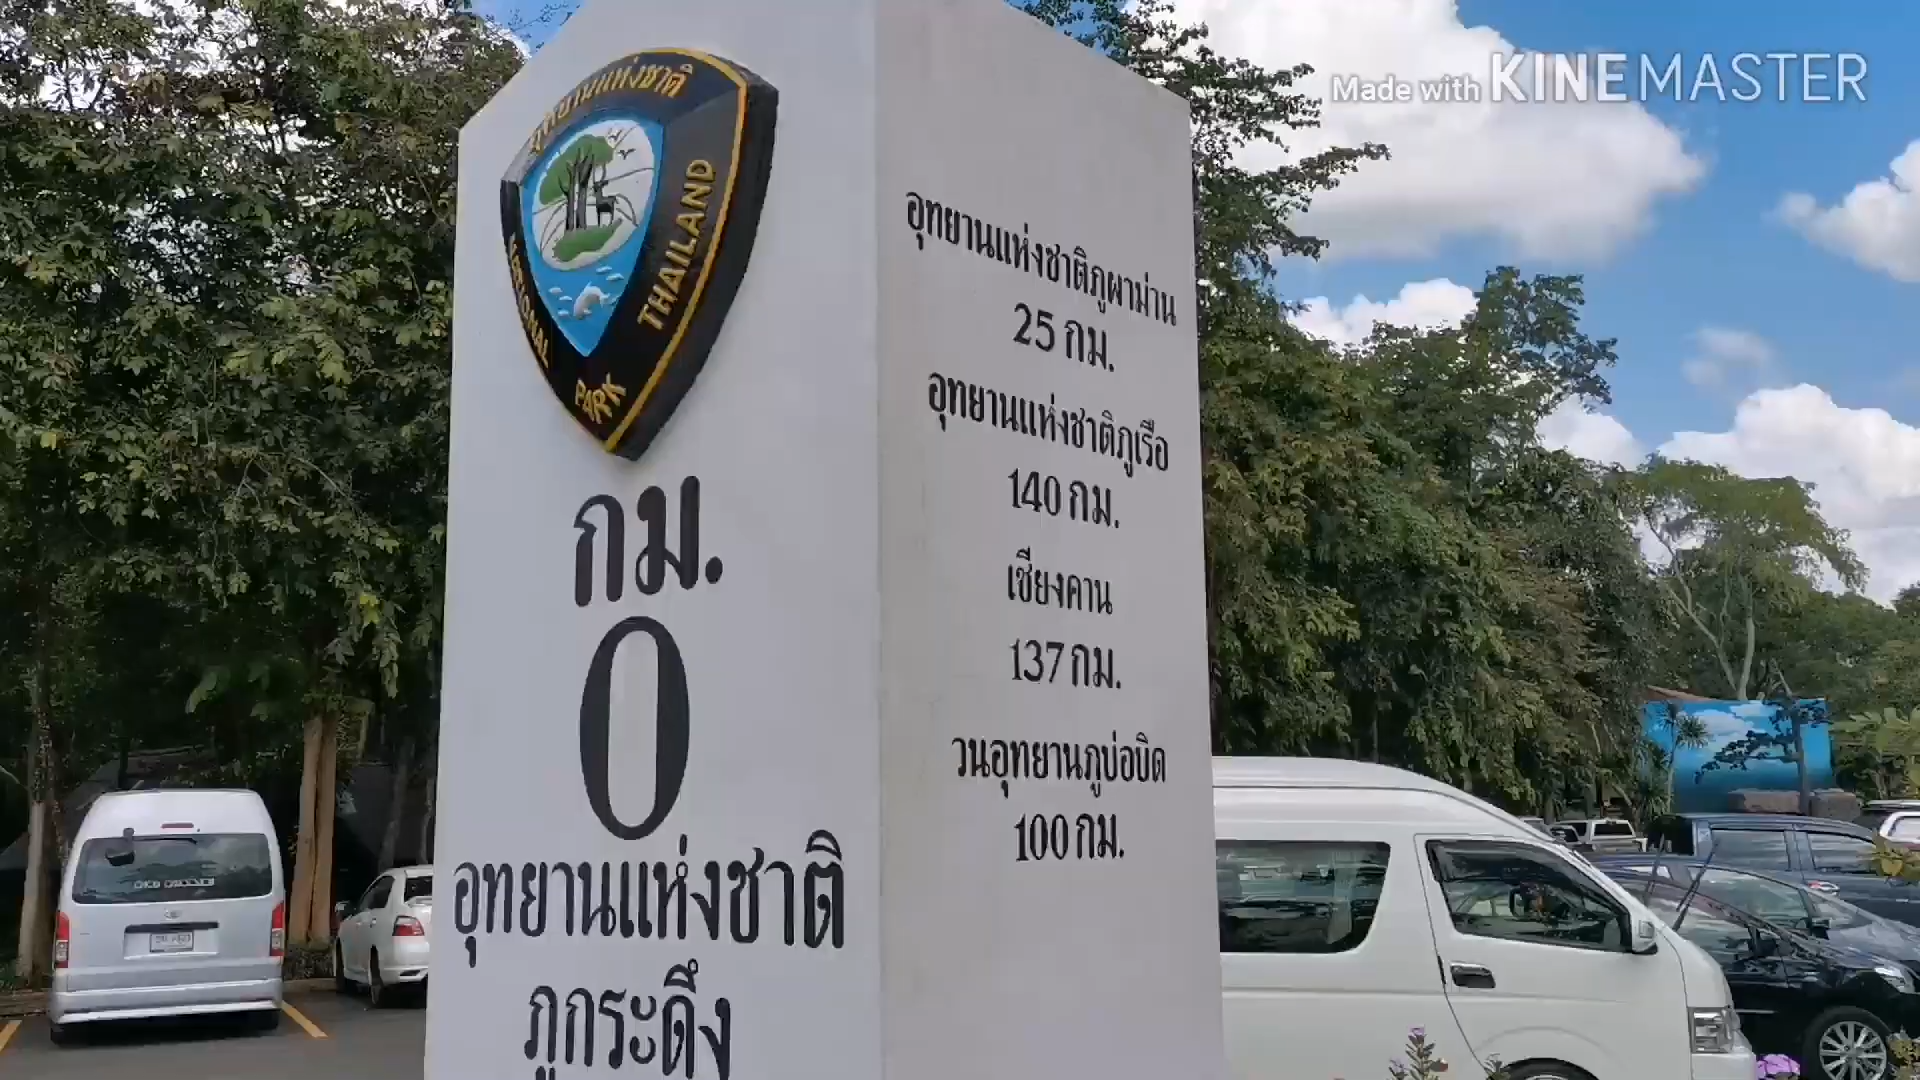 Made with KINEMASTER
อุทยานแห่งชาติ
NATIONAL PARK THAILAND
กม.
0
อุทยานแห่งชาติ
ภูกระดึง
อุทยานแห่งชาติภูผาม่าน
25 กม.
อุทยานแห่งชาติภูเรือ
140 กม.
เชียงคาน
137 กม.
วนอุทยานภูบ่อบิด
100 กม.